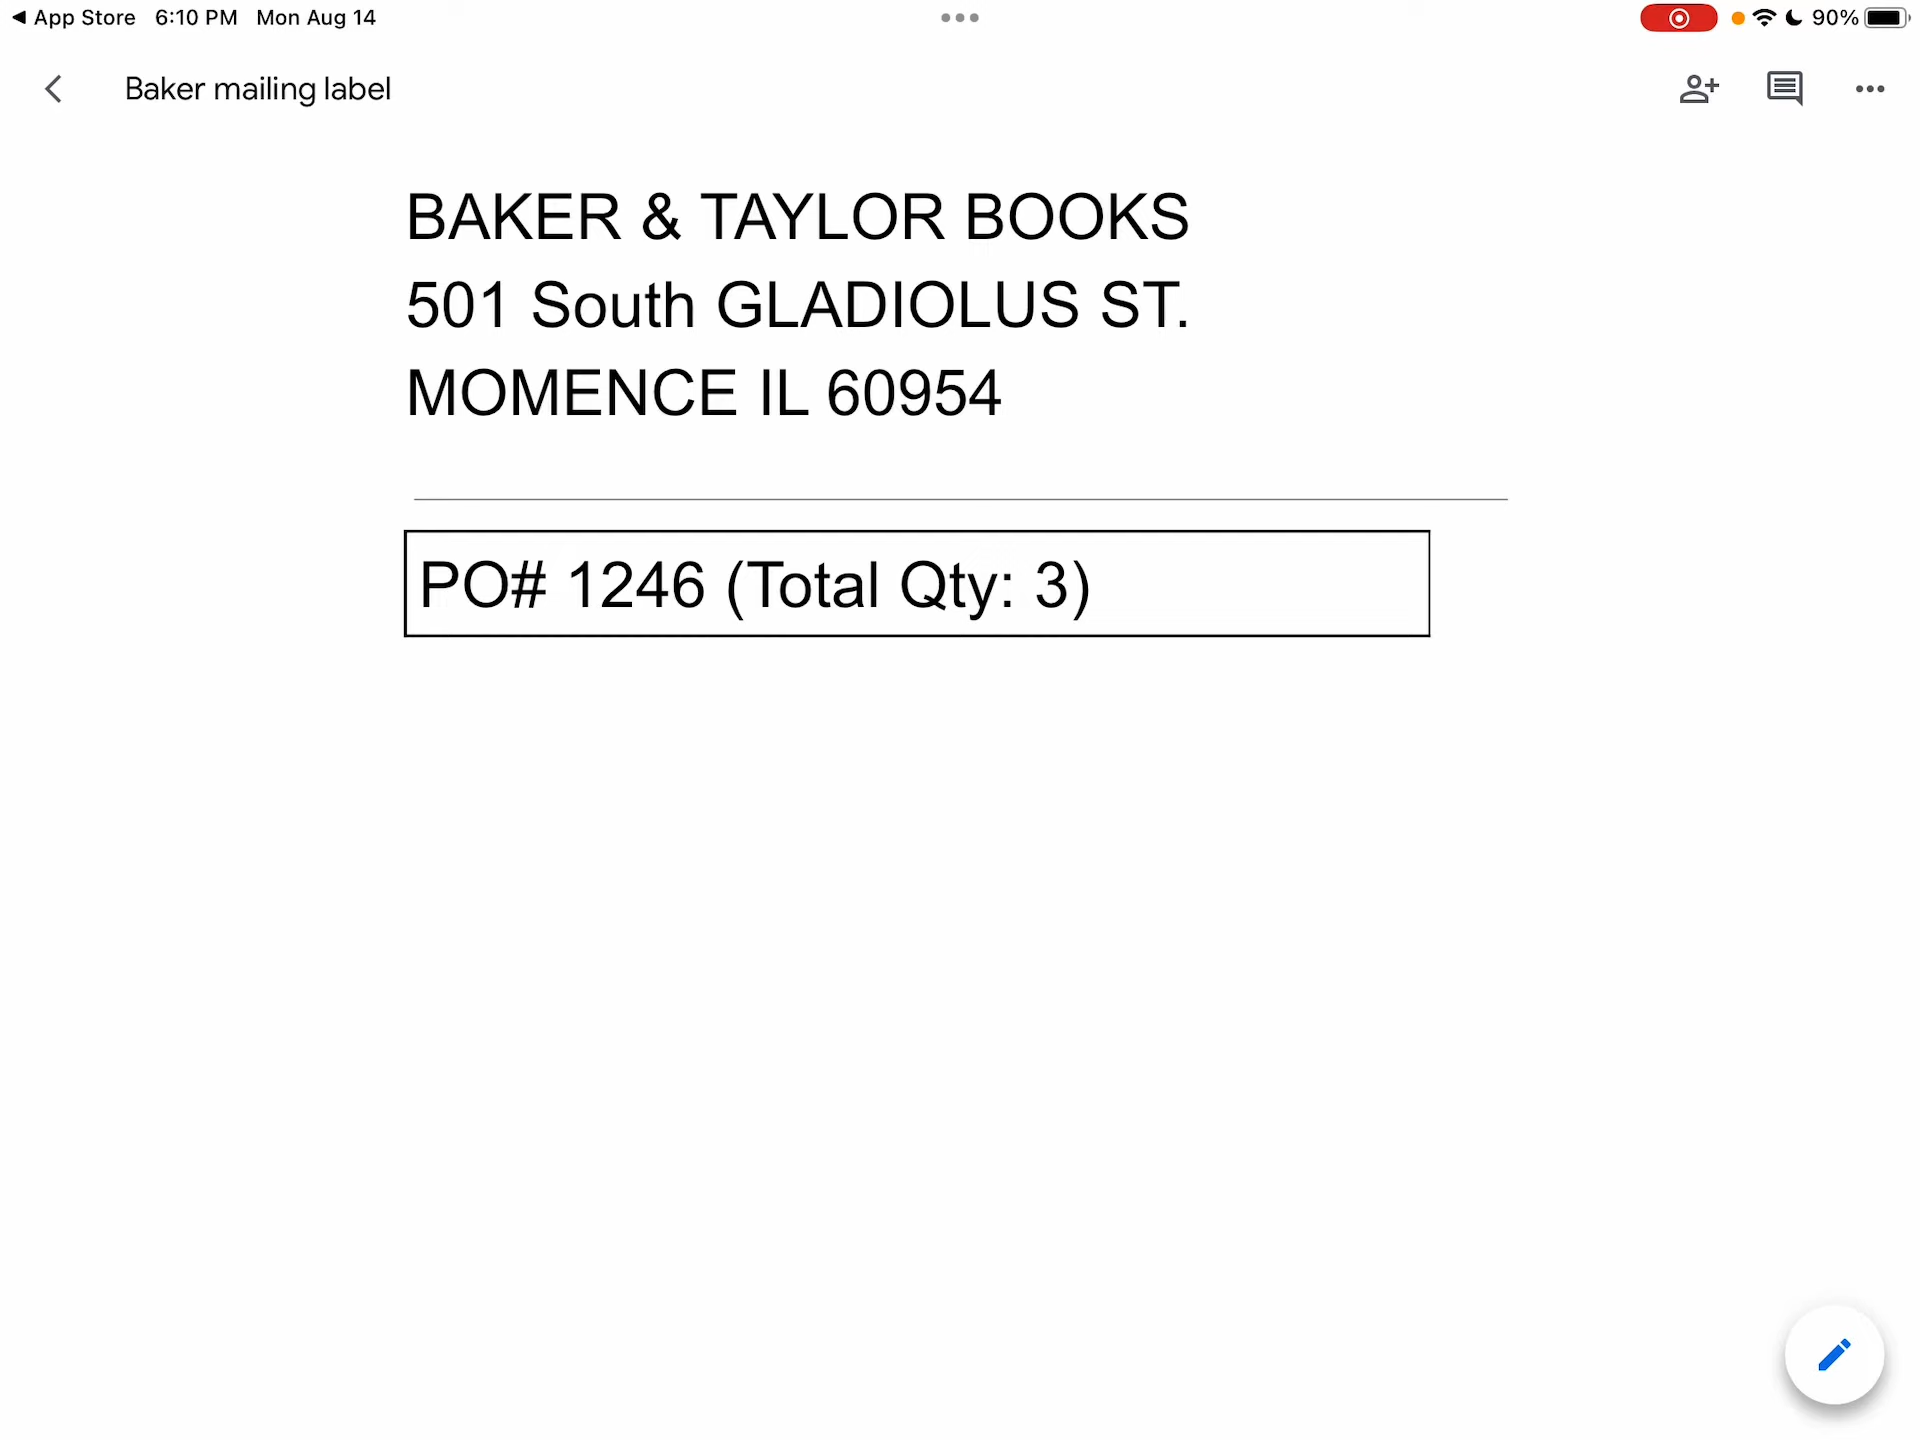 App Store 6:10 PM Mon Aug 14 90%
Baker mailing label
BAKER & TAYLOR BOOKS
501 South GLADIOLUS ST.
MOMENCE IL 60954
PO# 1246 (Total Qty: 3)